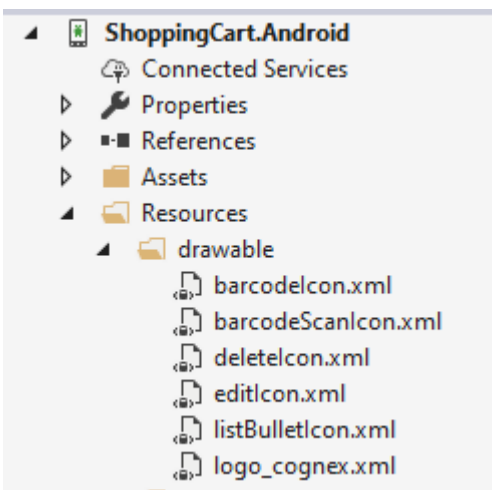 ShoppingCart.Android
Connected Services
Properties
References
Assets
Resources
drawable
barcodeIcon.xml
barcodeScanIcon.xml
deleteIcon.xml
editIcon.xml
listBulletIcon.xml
logo_cognex.xml